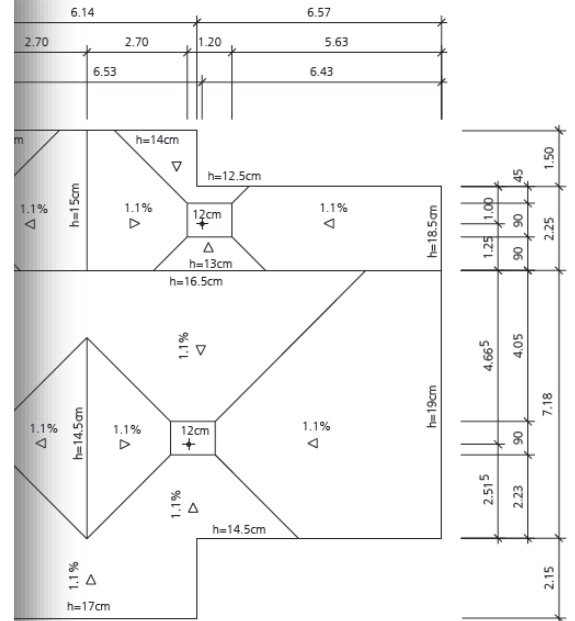 6.14 6.57
2.70 2.70 1.20 5.63
6.53 6.43
m h=14cm
h=12.5cm
1.1% h=15cm 1.1% 12cm 1.1% h=18.5cm
h=13cm
h=16.5cm
1.1%
1.1% h=14.5cm 1.1% 12cm 1.1% h=19cm
1.1%
h=14.5cm
1.1%
h=17cm
45 1.50
1.00 90 2.25
1.25 90
4.66⁵ 4.05 7.18
90
2.51⁵ 2.23
2.15